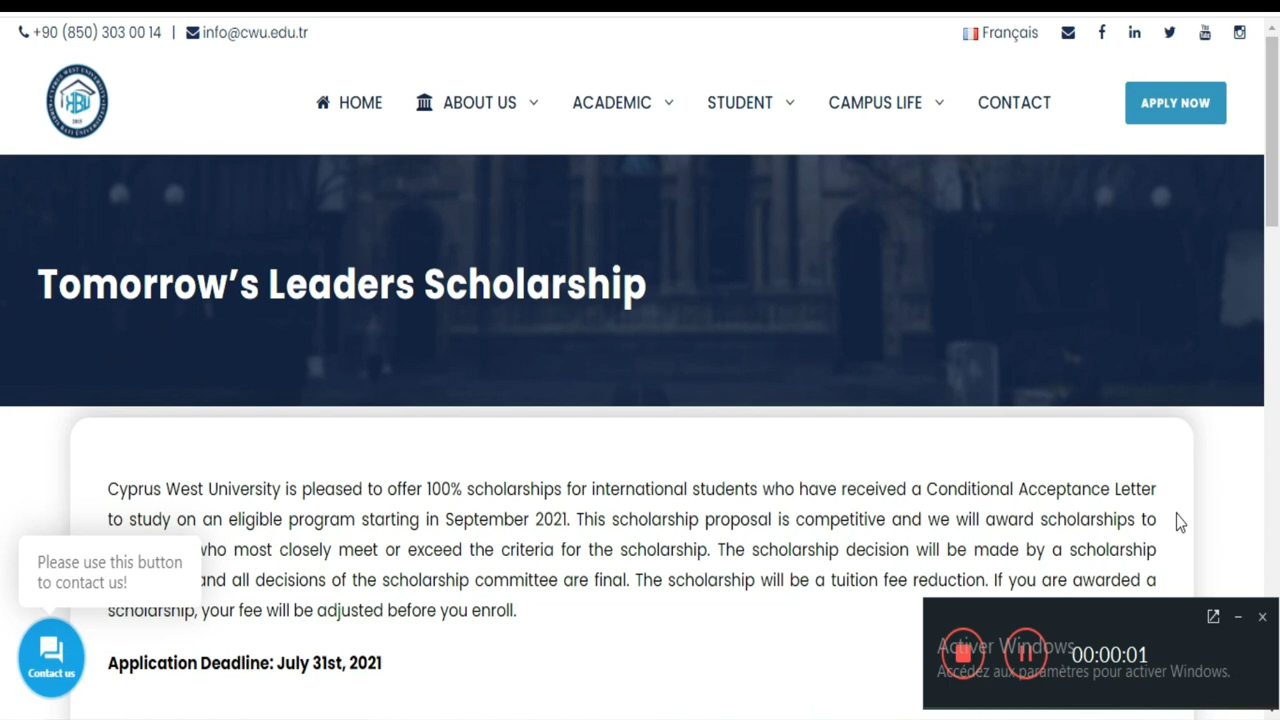 +90 (850) 303 00 14 | info@cwu.edu.tr
Français
HOME ABOUT US ACADEMIC STUDENT CAMPUS LIFE CONTACT APPLY NOW
CYPRUS WEST UNIVERSITY
Tomorrow’s Leaders Scholarship
Cyprus West University is pleased to offer 100% scholarships for international students who have received a Conditional Acceptance Letter
to study on an eligible program starting in September 2021. This scholarship proposal is competitive and we will award scholarships to
who most closely meet or exceed the criteria for the scholarship. The scholarship decision will be made by a scholarship
and all decisions of the scholarship committee are final. The scholarship will be a tuition fee reduction. If you are awarded a
scholarship, your fee will be adjusted before you enroll.
Application Deadline: July 31st, 2021
Please use this button
to contact us!
Contact us
Activer Windows
00:00:01
Accédez aux paramètres pour activer Windows.